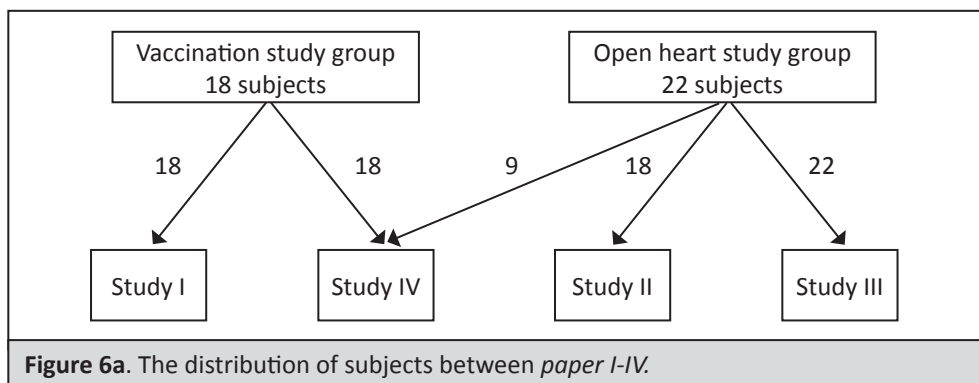 Vaccination study group
18 subjects
Open heart study group
22 subjects
18
18
9
18
22
Study I
Study IV
Study II
Study III
Figure 6a. The distribution of subjects between paper I-IV.